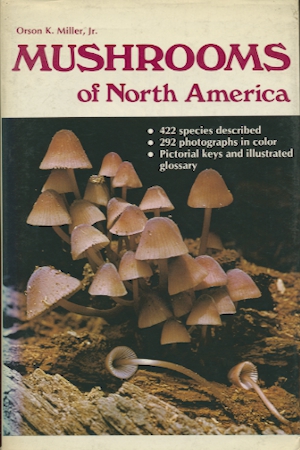 Orson K. Miller, Jr.
MUSHROOMS
of North America
• 422 species described
• 292 photographs in color
• Pictorial keys and illustrated
glossary